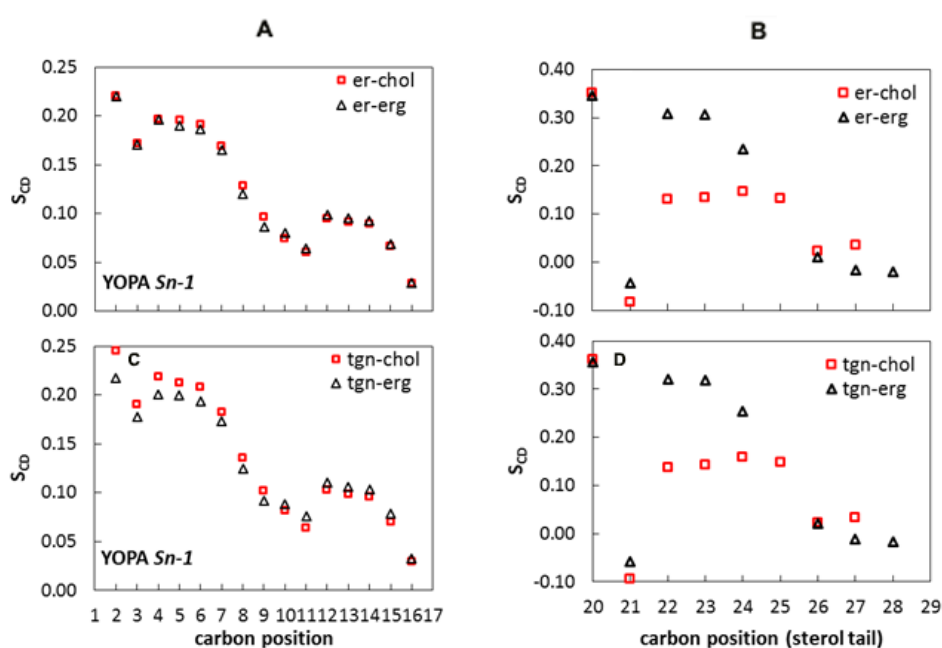 A
B
0.25
0.20
0.15
0.10
0.05
0.00
S_CD
er-chol
er-erg
YOPA Sn-1
0.40
0.30
0.20
0.10
0.00
-0.10
S_CD
er-chol
er-erg
0.25
0.20
0.15
0.10
0.05
0.00
S_CD
C
tgn-chol
tgn-erg
YOPA Sn-1
1 2 3 4 5 6 7 8 9 10 11 12 13 14 15 16 17
carbon position
0.40
0.30
0.20
0.10
0.00
-0.10
S_CD
D
tgn-chol
tgn-erg
20 21 22 23 24 25 26 27 28 29
carbon position (sterol tail)